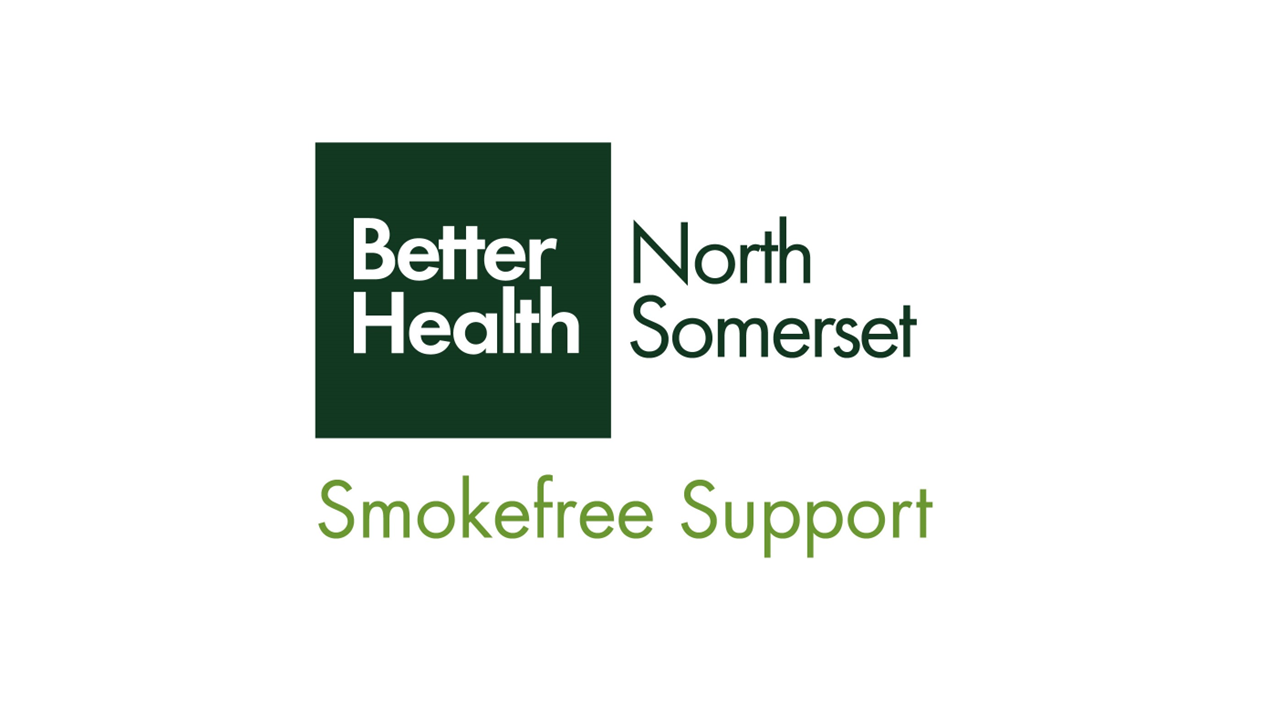 Better
Health
North
Somerset
Smokefree Support